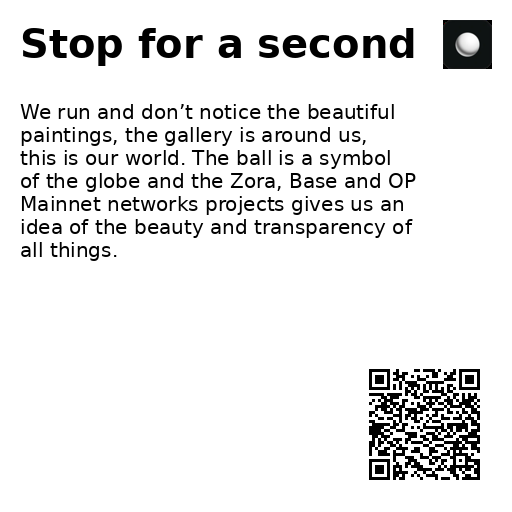 Stop for a second
We run and don’t notice the beautiful
paintings, the gallery is around us,
this is our world. The ball is a symbol
of the globe and the Zora, Base and OP
Mainnet networks projects gives us an
idea of the beauty and transparency of
all things.